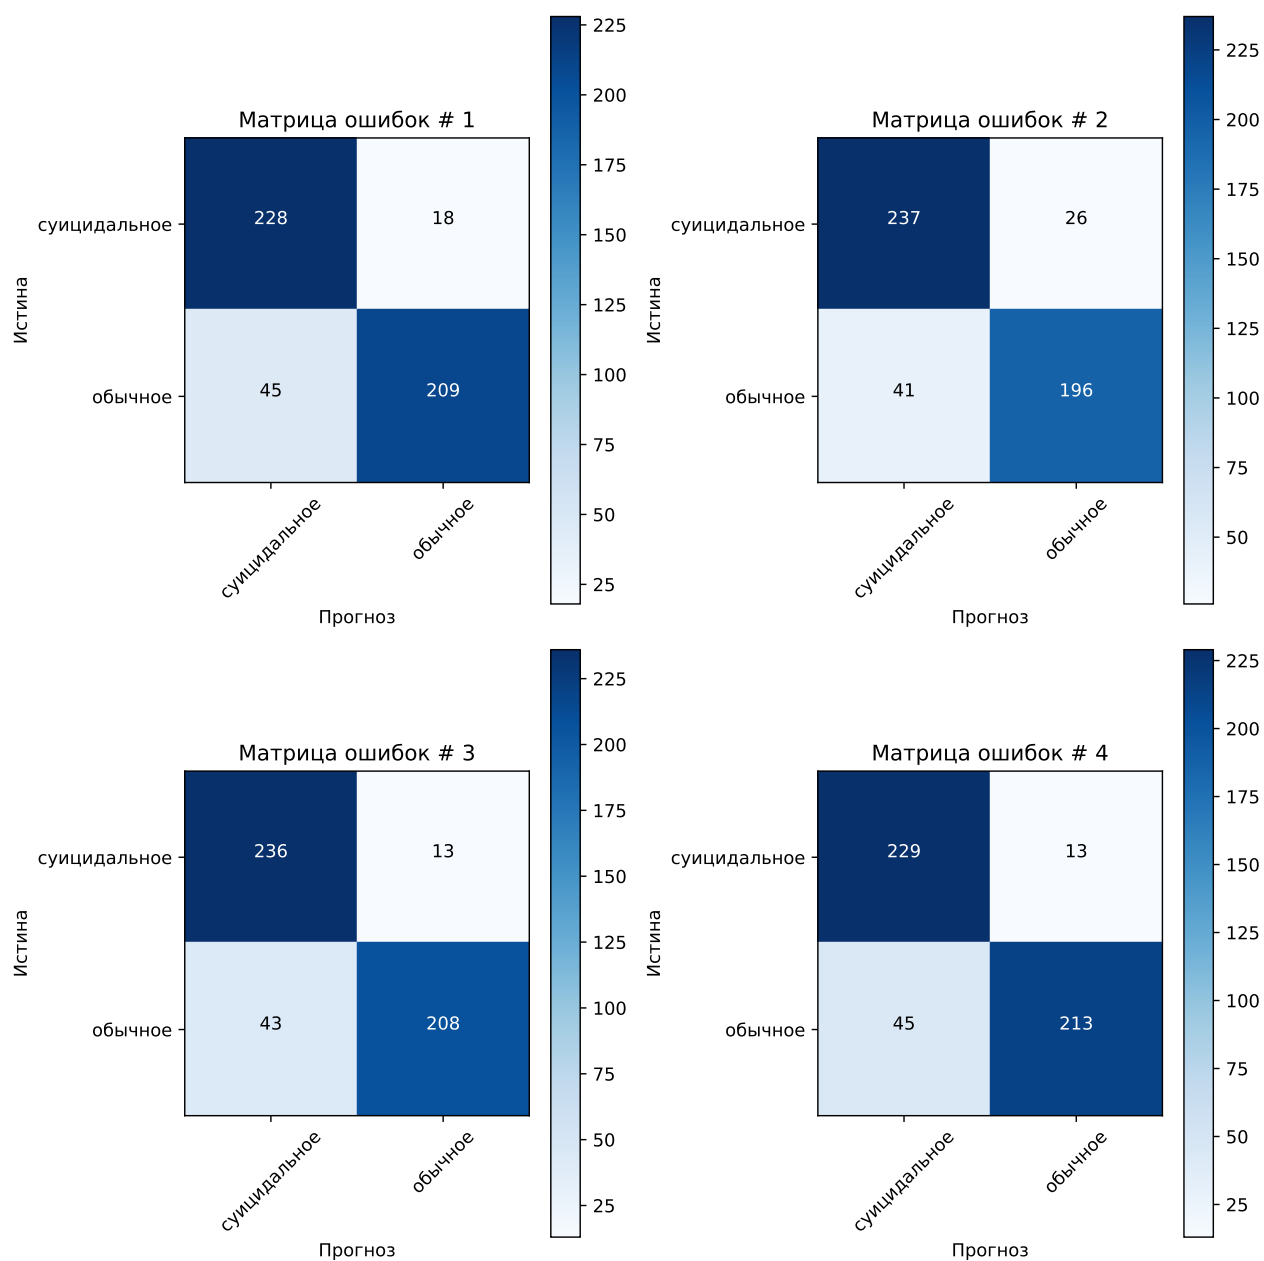 Матрица ошибок # 1
225
200
175
150
125
100
75
50
25
суицидальное
228
18
обычное
45
209
Истина
суицидальное
обычное
Прогноз
Матрица ошибок # 2
225
200
175
150
125
100
75
50
суицидальное
237
26
обычное
41
196
Истина
суицидальное
обычное
Прогноз
Матрица ошибок # 3
225
200
175
150
125
100
75
50
25
суицидальное
236
13
обычное
43
208
Истина
суицидальное
обычное
Прогноз
Матрица ошибок # 4
225
200
175
150
125
100
75
50
25
суицидальное
229
13
обычное
45
213
Истина
суицидальное
обычное
Прогноз